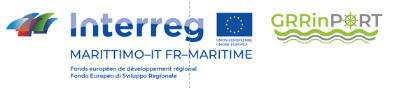 Interreg
UNION EUROPÉENNE
UNIONE EUROPEA
MARITTIMO–IT FR–MARITIME
Fonds européen de développement régional
Fondo Europeo di Sviluppo Regionale
GRRinPORT